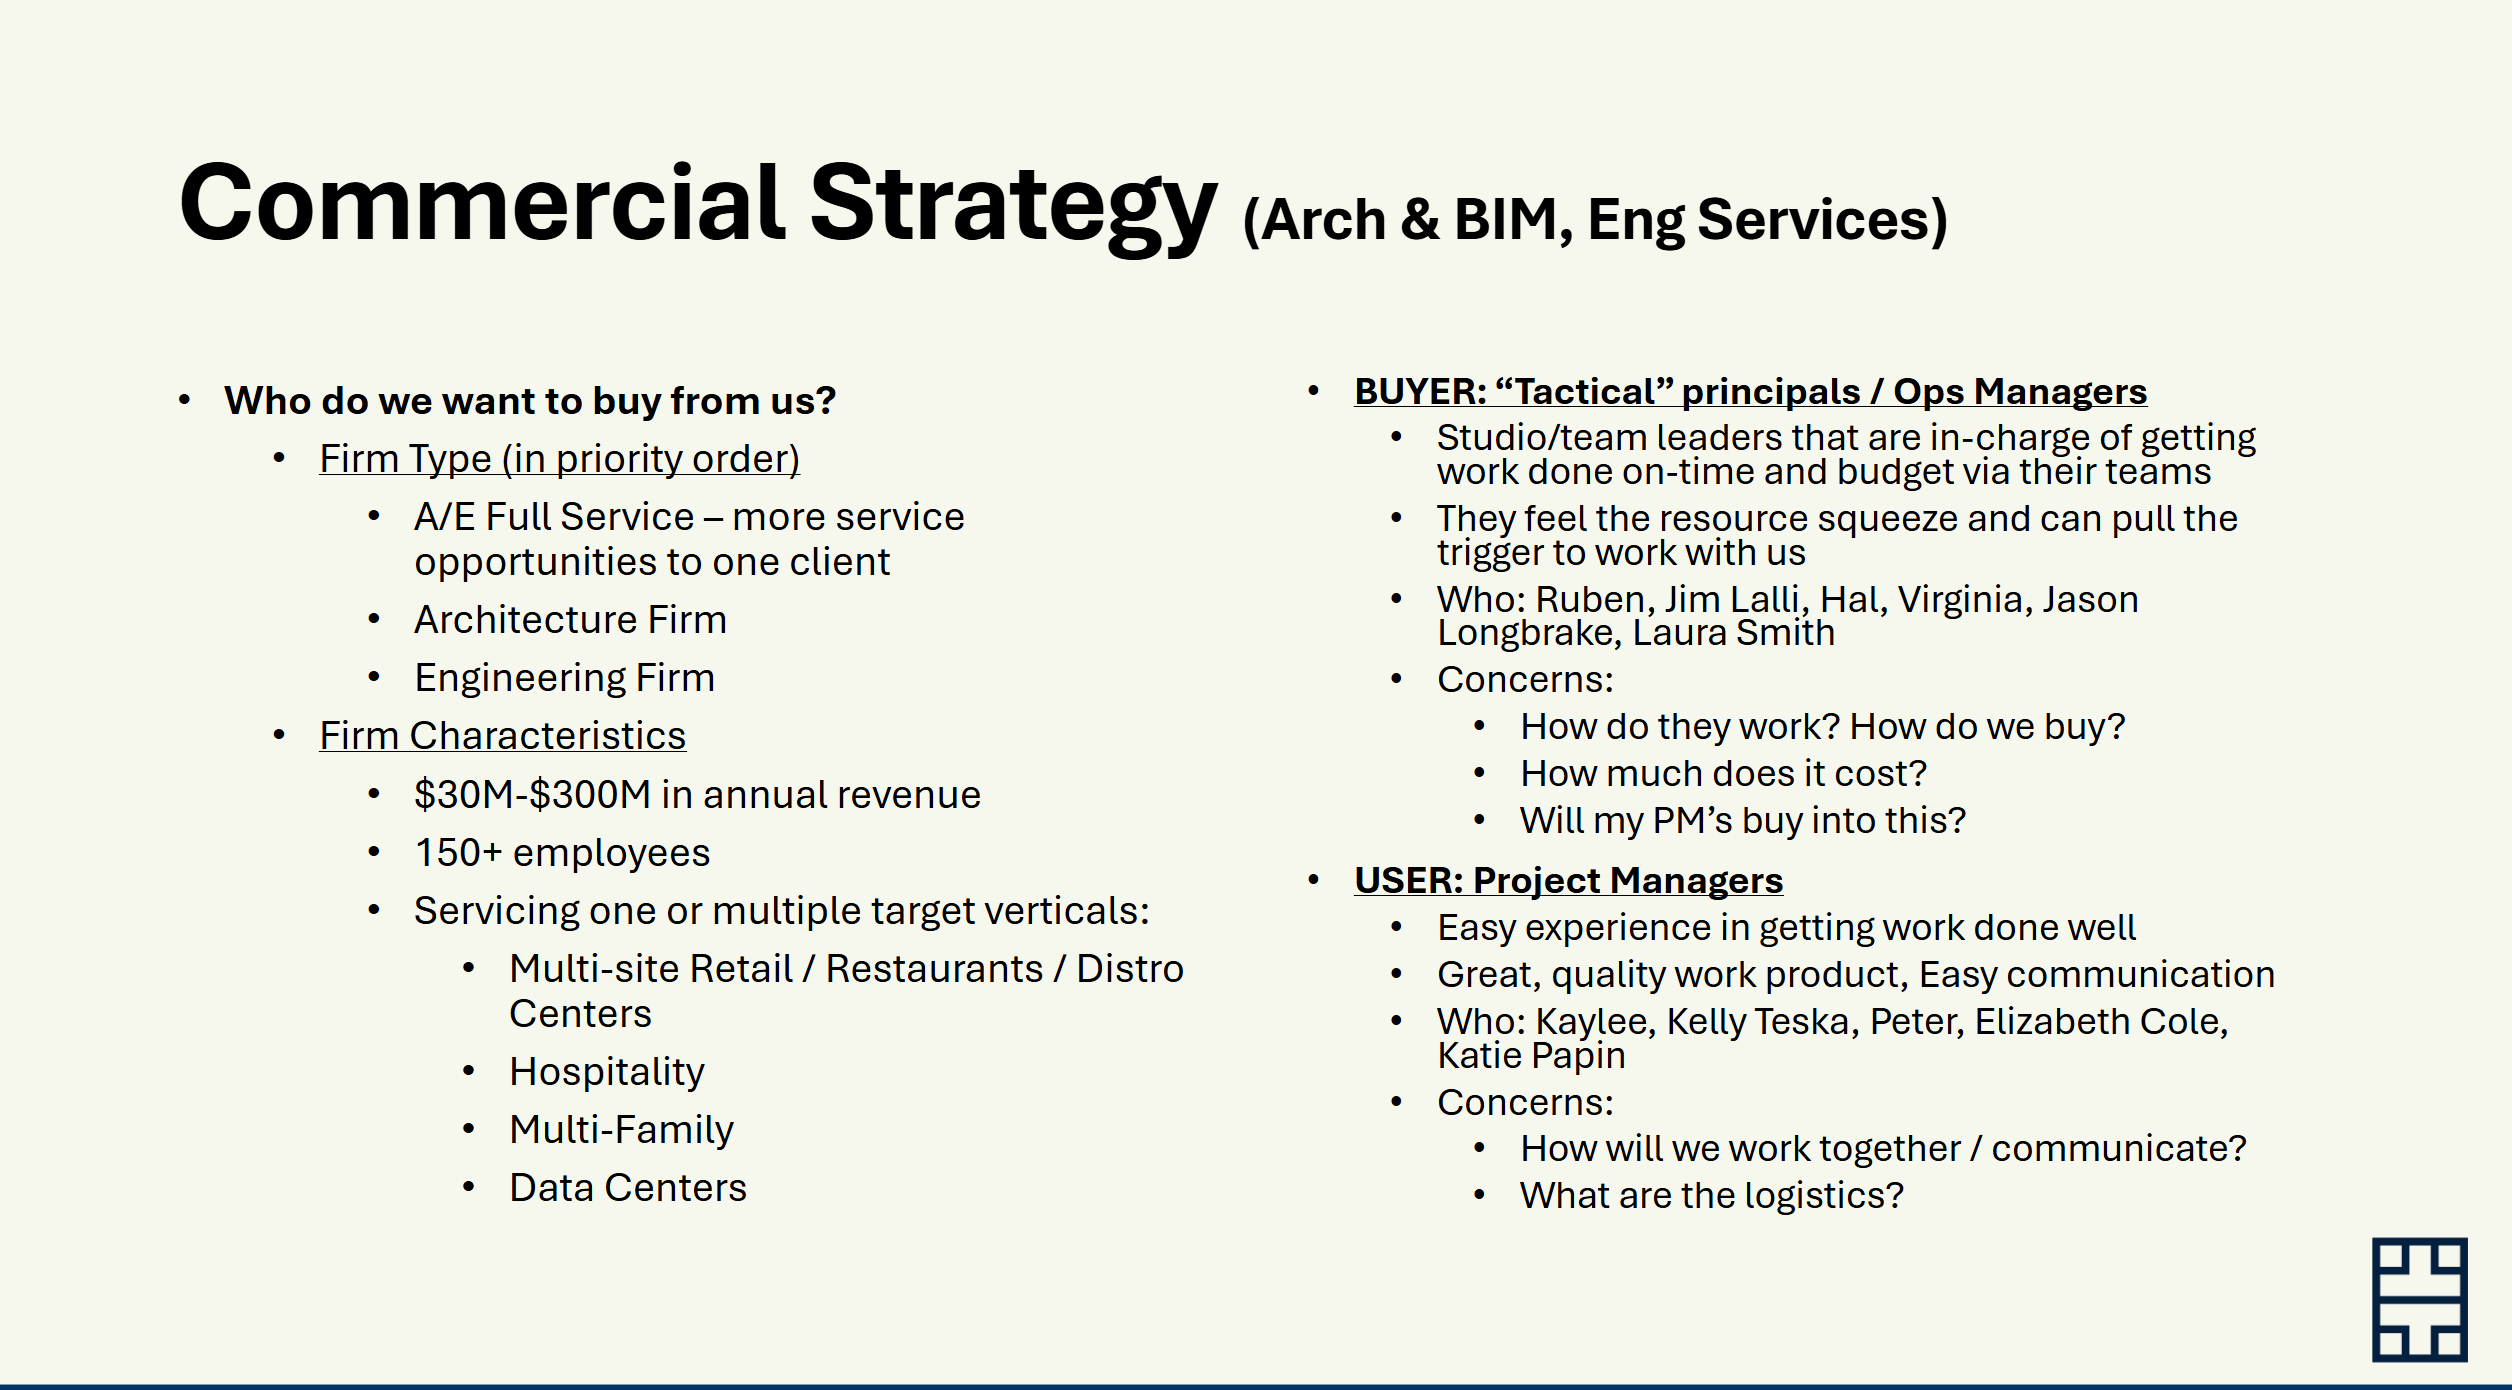 Commercial Strategy (Arch & BIM, Eng Services)
• Who do we want to buy from us?
• Firm Type (in priority order)
• A/E Full Service – more service
opportunities to one client
• Architecture Firm
• Engineering Firm
• Firm Characteristics
• $30M-$300M in annual revenue
• 150+ employees
• Servicing one or multiple target verticals:
• Multi-site Retail / Restaurants / Distro
Centers
• Hospitality
• Multi-Family
• Data Centers
• BUYER: “Tactical” principals / Ops Managers
• Studio/team leaders that are in-charge of getting
work done on-time and budget via their teams
• They feel the resource squeeze and can pull the
trigger to work with us
• Who: Ruben, Jim Lalli, Hal, Virginia, Jason
Longbrake, Laura Smith
• Concerns:
• How do they work? How do we buy?
• How much does it cost?
• Will my PM’s buy into this?
• USER: Project Managers
• Easy experience in getting work done well
• Great, quality work product, Easy communication
• Who: Kaylee, Kelly Teska, Peter, Elizabeth Cole,
Katie Papin
• Concerns:
• How will we work together / communicate?
• What are the logistics?